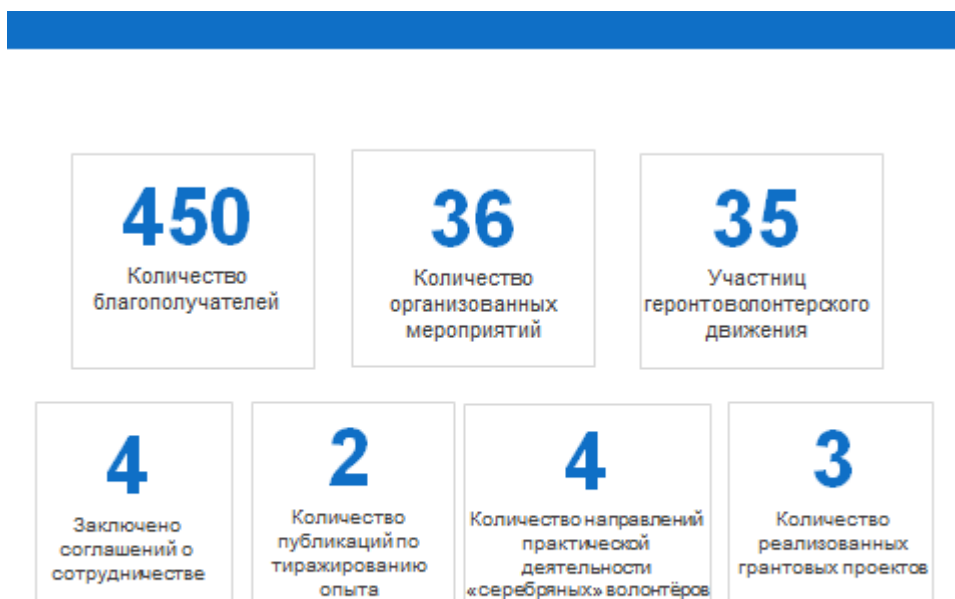 450
Количество
благополучателей
36
Количество
организованных
мероприятий
35
Участниц
геронтоволонтерского
движения
4
Заключено
соглашений о
сотрудничестве
2
Количество
публикаций по
тиражированию
опыта
4
Количество направлений
практической
деятельности
«серебряных» волонтёров
3
Количество
реализованных
грантовых проектов